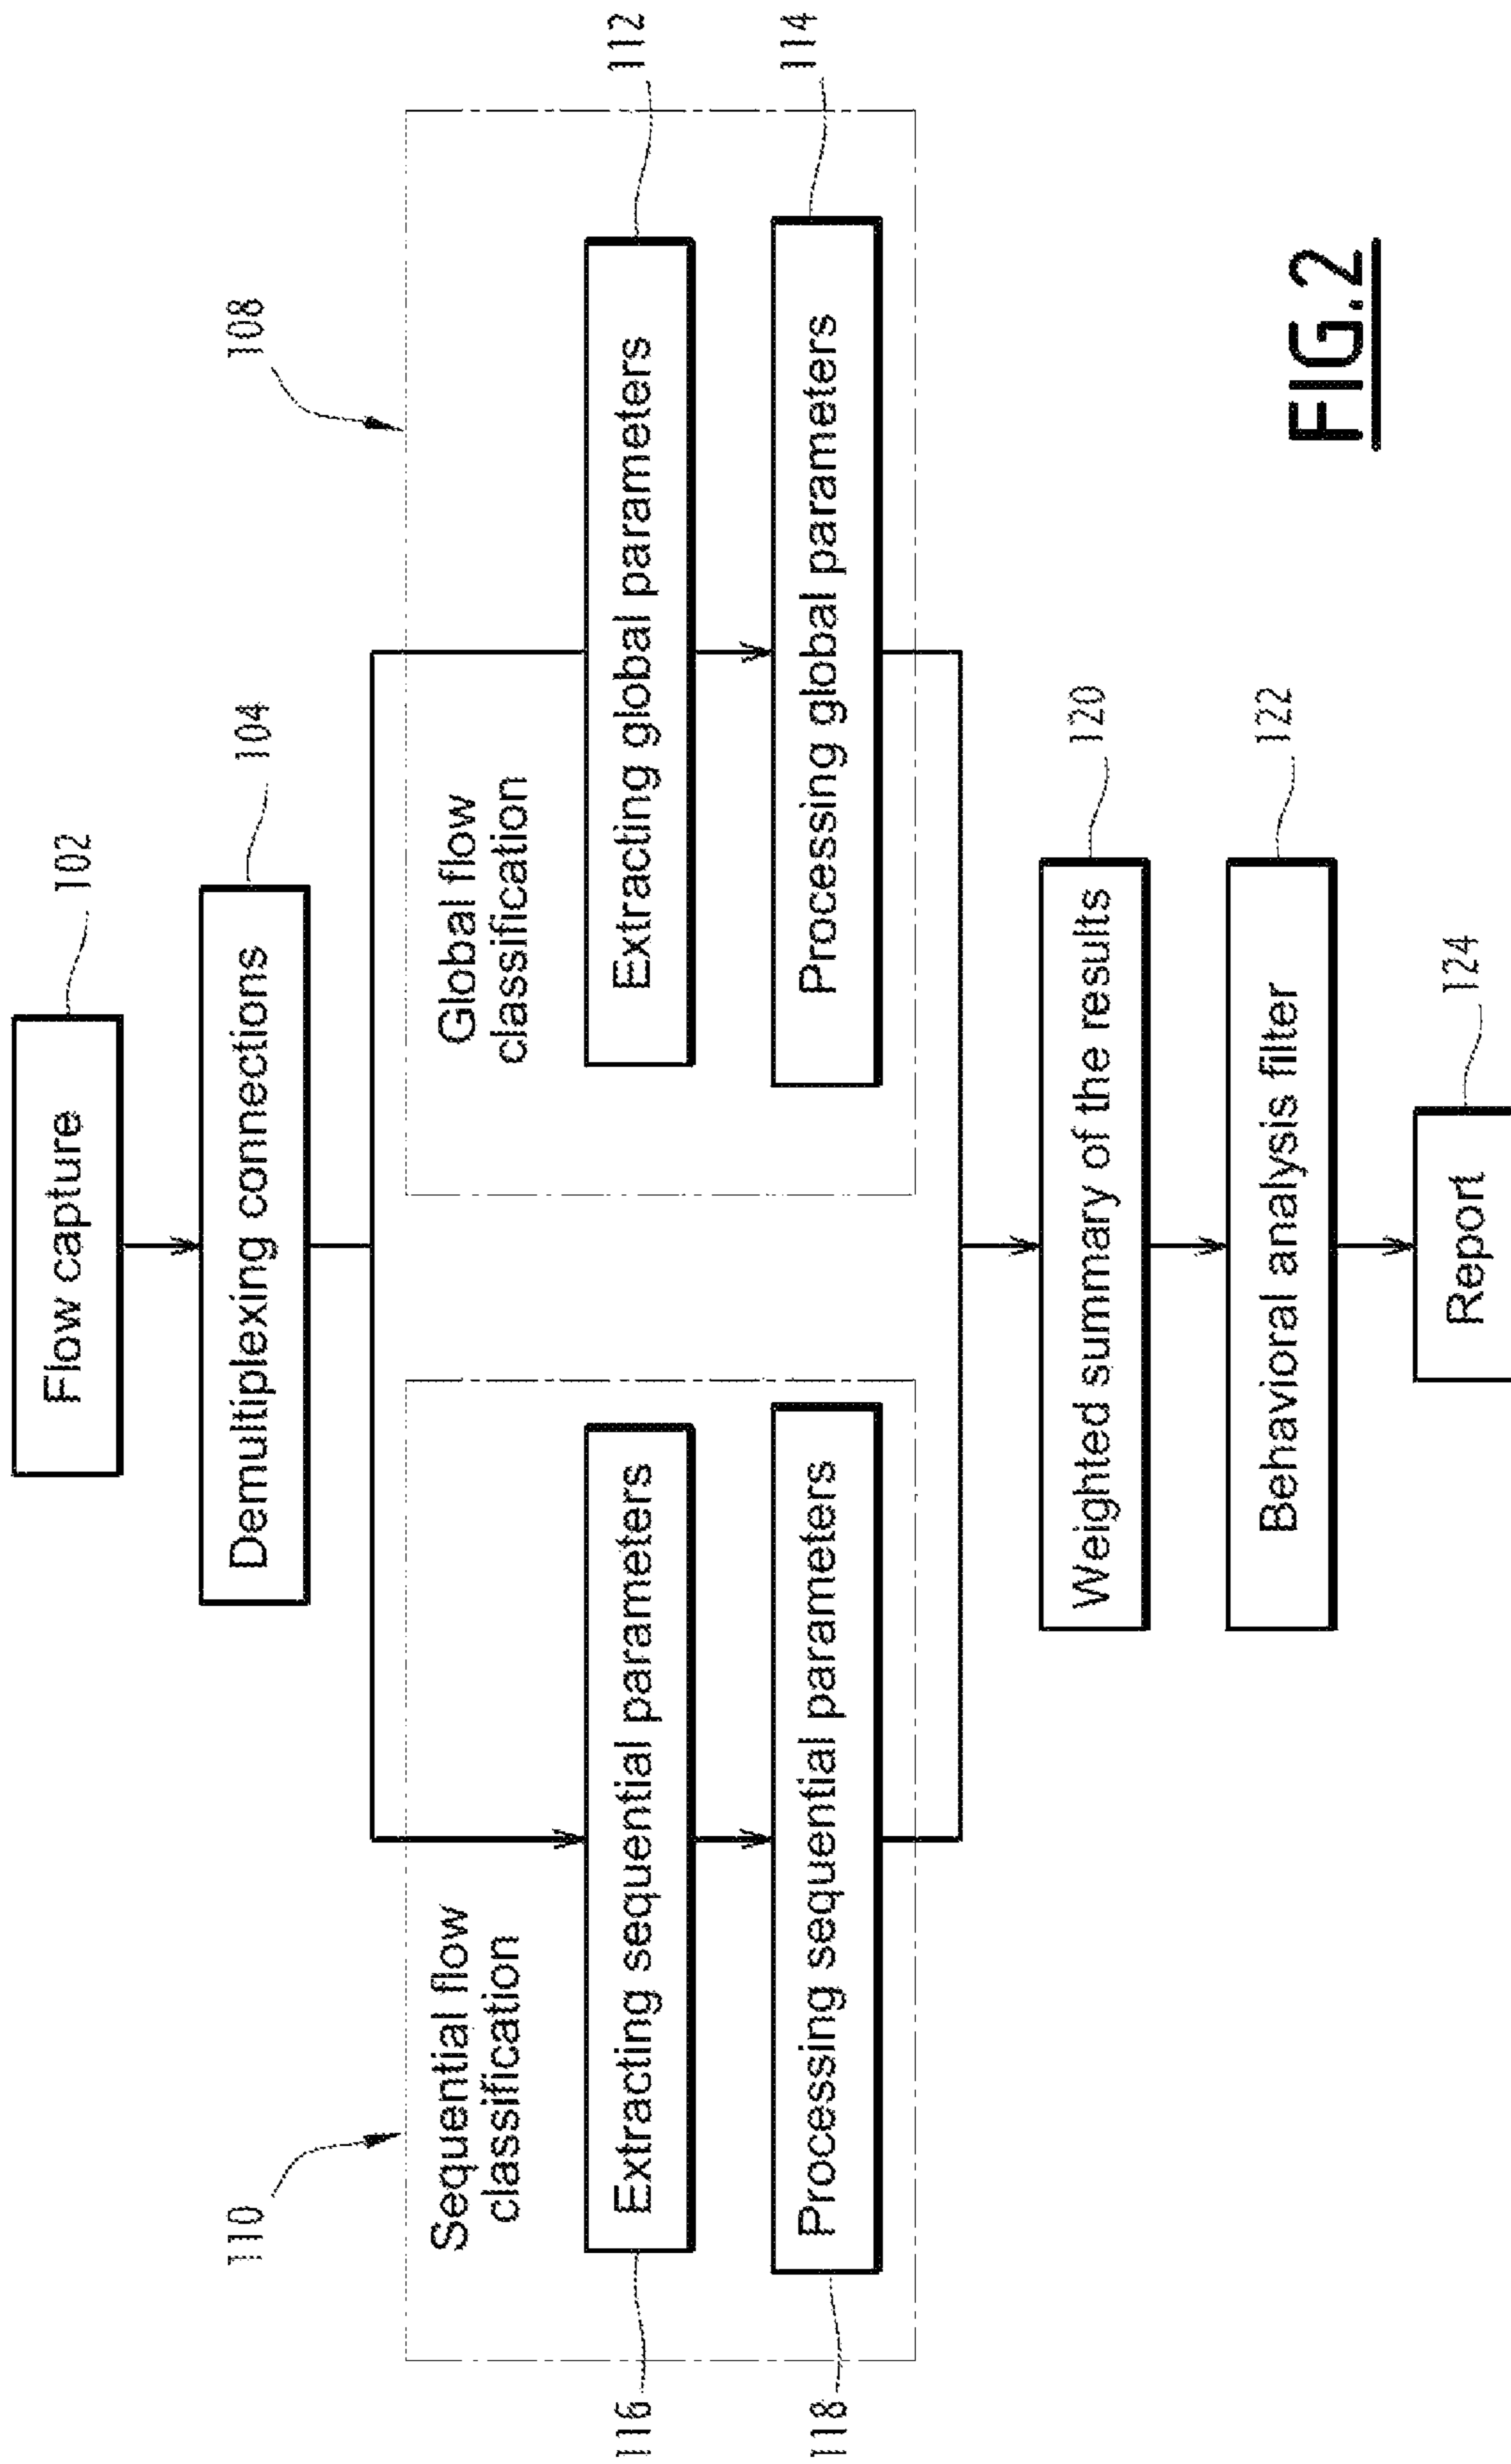 Flow capture
102
Demultiplexing connections
104
110
108
Sequential flow
classification
Global flow
classification
116
Extracting sequential parameters
Extracting global parameters
112
118
Processing sequential parameters
Processing global parameters
114
Weighted summary of the results
120
Behavioral analysis filter
122
Report
124
FIG.2